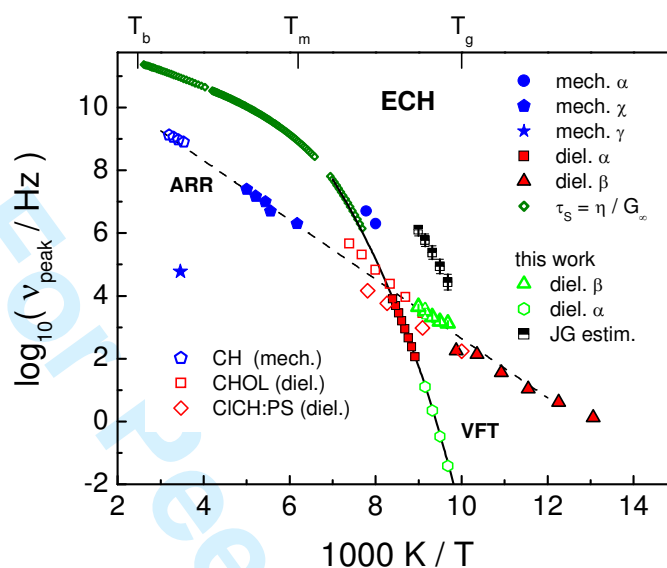 T_b T_m T_g
ECH
mech. α
mech. χ
mech. γ
diel. α
diel. β
τ_S = η / G_∞
this work
diel. β
diel. α
JG estim.
ARR
VFT
CH (mech.)
CHOL (diel.)
ClCH:PS (diel.)
log₁₀( ν_peak / Hz)
10
8
6
4
2
0
-2
2 4 6 8 10 12 14
1000 K / T
For Pee